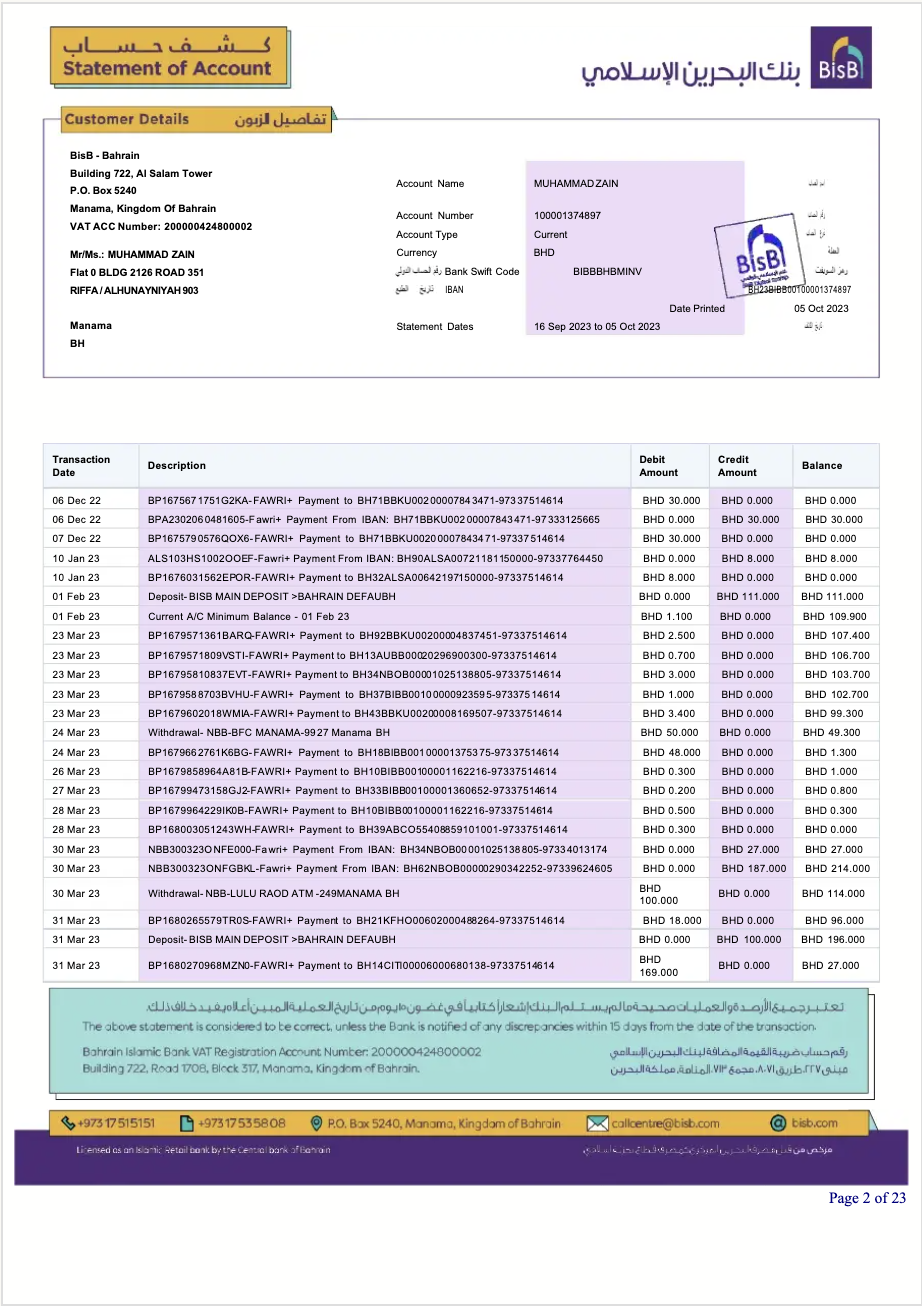 كشف حساب
Statement of Account
بنك البحرين الإسلامي
BisB
Customer Details تفاصيل الزبون
BisB - Bahrain
Building 722, Al Salam Tower
P.O. Box 5240
Manama, Kingdom Of Bahrain
VAT ACC Number: 200000424800002
Mr/Ms.: MUHAMMAD ZAIN
Flat 0 BLDG 2126 ROAD 351
RIFFA / ALHUNAYNIYAH 903
Manama
BH
Account Name MUHAMMAD ZAIN اسم الحساب
Account Number 100001374897 رقم الحساب
Account Type Current نوع الحساب
Currency BHD العملة
رقم الحساب الدولي Bank Swift Code BIBBBHBMINV رمز السويفت
تاريخ الطبع IBAN BH23BIBB00100001374897
Date Printed 05 Oct 2023
Statement Dates 16 Sep 2023 to 05 Oct 2023
BisB
Transaction Date Description Debit Amount Credit Amount Balance
06 Dec 22 BP1675671751G2KA-FAWRI+ Payment to BH71BBKU00200007843471-97337514614 BHD 30.000 BHD 0.000 BHD 0.000
06 Dec 22 BPA2302060481605-Fawri+ Payment From IBAN: BH71BBKU00200007843471-97333125665 BHD 0.000 BHD 30.000 BHD 30.000
07 Dec 22 BP1675790576QOX6-FAWRI+ Payment to BH71BBKU00200007843471-97337514614 BHD 30.000 BHD 0.000 BHD 0.000
10 Jan 23 ALS103HS1002OOEF-Fawri+ Payment From IBAN: BH90ALSA00721181150000-97337764450 BHD 0.000 BHD 8.000 BHD 8.000
10 Jan 23 BP1676031562EPOR-FAWRI+ Payment to BH32ALSA00642197150000-97337514614 BHD 8.000 BHD 0.000 BHD 0.000
01 Feb 23 Deposit- BISB MAIN DEPOSIT >BAHRAIN DEFAUBH BHD 0.000 BHD 111.000 BHD 111.000
01 Feb 23 Current A/C Minimum Balance - 01 Feb 23 BHD 1.100 BHD 0.000 BHD 109.900
23 Mar 23 BP1679571361BARQ-FAWRI+ Payment to BH92BBKU00200004837451-97337514614 BHD 2.500 BHD 0.000 BHD 107.400
23 Mar 23 BP1679571809VSTI-FAWRI+ Payment to BH13AUBB00020296900300-97337514614 BHD 0.700 BHD 0.000 BHD 106.700
23 Mar 23 BP16795810837EVT-FAWRI+ Payment to BH34NBOB00001025138805-97337514614 BHD 3.000 BHD 0.000 BHD 103.700
23 Mar 23 BP1679588703BVHU-FAWRI+ Payment to BH37BIBB00100000923595-97337514614 BHD 1.000 BHD 0.000 BHD 102.700
23 Mar 23 BP1679602018WMIA-FAWRI+ Payment to BH43BBKU00200008169507-97337514614 BHD 3.400 BHD 0.000 BHD 99.300
24 Mar 23 Withdrawal- NBB-BFC MANAMA-9927 Manama BH BHD 50.000 BHD 0.000 BHD 49.300
24 Mar 23 BP1679662761K6BG-FAWRI+ Payment to BH18BIBB00100001375375-97337514614 BHD 48.000 BHD 0.000 BHD 1.300
26 Mar 23 BP1679858964A81B-FAWRI+ Payment to BH10BIBB00100001162216-97337514614 BHD 0.300 BHD 0.000 BHD 1.000
27 Mar 23 BP16799473158GJ2-FAWRI+ Payment to BH33BIBB00100001360652-97337514614 BHD 0.200 BHD 0.000 BHD 0.800
28 Mar 23 BP1679964229IK0B-FAWRI+ Payment to BH10BIBB00100001162216-97337514614 BHD 0.500 BHD 0.000 BHD 0.300
28 Mar 23 BP168003051243WH-FAWRI+ Payment to BH39ABCO55408859101001-97337514614 BHD 0.300 BHD 0.000 BHD 0.000
30 Mar 23 NBB300323ONFE000-Fawri+ Payment From IBAN: BH34NBOB00001025138805-97334013174 BHD 0.000 BHD 27.000 BHD 27.000
30 Mar 23 NBB300323ONFGBKL-Fawri+ Payment From IBAN: BH62NBOB00000290342252-97339624605 BHD 0.000 BHD 187.000 BHD 214.000
30 Mar 23 Withdrawal- NBB-LULU RAOD ATM -249MANAMA BH BHD 100.000 BHD 0.000 BHD 114.000
31 Mar 23 BP1680265579TR0S-FAWRI+ Payment to BH21KFHO00602000488264-97337514614 BHD 18.000 BHD 0.000 BHD 96.000
31 Mar 23 Deposit- BISB MAIN DEPOSIT >BAHRAIN DEFAUBH BHD 0.000 BHD 100.000 BHD 196.000
31 Mar 23 BP1680270968MZN0-FAWRI+ Payment to BH14CITI00006000680138-97337514614 BHD 169.000 BHD 0.000 BHD 27.000
تعتبر جميع الأرصدة والعمليات صحيحة مالم يستلم البنك إشعاراً كتابياً في غضون ١٥ يوم من تاريخ العملية المبين أعلاه يفيد خلاف ذلك.
The above statement is considered to be correct, unless the Bank is notified of any discrepancies within 15 days from the date of the transaction.
Bahrain Islamic Bank VAT Registration Account Number: 200000424800002 رقم حساب ضريبة القيمة المضافة لبنك البحرين الإسلامي
Building 722, Road 1708, Block 317, Manama, Kingdom of Bahrain. المنامة، مملكة البحرين
+973 17 515151 +973 17 535808 P.O. Box 5240, Manama, Kingdom of Bahrain callcentre@bisb.com bisb.com
Licensed as an Islamic Retail bank by the Central bank of Bahrain
Page 2 of 23